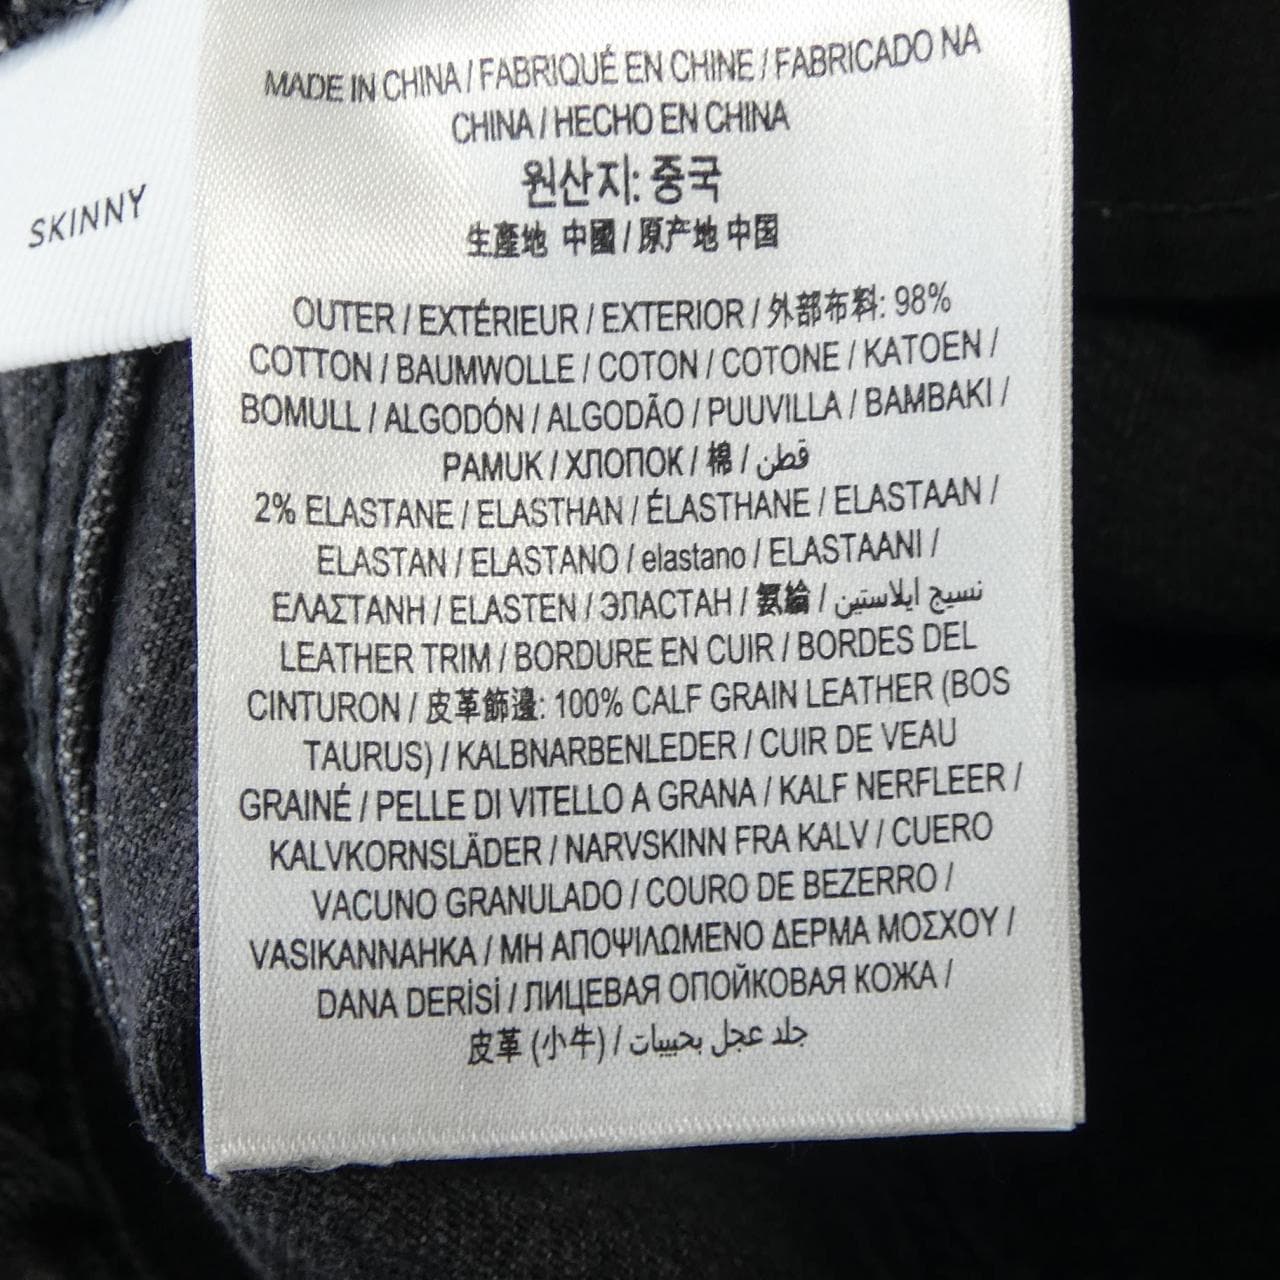 SKINNY
MADE IN CHINA / FABRIQUÉ EN CHINE / FABRICADO NA
CHINA / HECHO EN CHINA
원산지: 중국
生產地 中國 / 原产地 中国
OUTER / EXTÉRIEUR / EXTERIOR / 外部布料: 98%
COTTON / BAUMWOLLE / COTON / COTONE / KATOEN /
BOMULL / ALGODÓN / ALGODÃO / PUUVILLA / BAMBAKI /
PAMUK / ХЛОПОК / 棉 / قطن
2% ELASTANE / ELASTHAN / ÉLASTHANE / ELASTAAN /
ELASTAN / ELASTANO / elastano / ELASTAANI /
ΕΛΑΣΤΑΝΗ / ELASTEN / ЭЛАСТАН / 氨綸 / نسيج ايلاستين
LEATHER TRIM / BORDURE EN CUIR / BORDES DEL
CINTURON / 皮革飾邊: 100% CALF GRAIN LEATHER (BOS
TAURUS) / KALBNARBENLEDER / CUIR DE VEAU
GRAINÉ / PELLE DI VITELLO A GRANA / KALF NERFLEER /
KALVKORNSLÄDER / NARVSKINN FRA KALV / CUERO
VACUNO GRANULADO / COURO DE BEZERRO /
VASIKANNAHKA / ΜΗ ΑΠΟΨΙΛΩΜΕΝΟ ΔΕΡΜΑ ΜΟΣΧΟΥ /
DANA DERİSİ / ЛИЦЕВАЯ ОПОЙКОВАЯ КОЖА /
皮革 (小牛) / جلد عجل بحبيبات